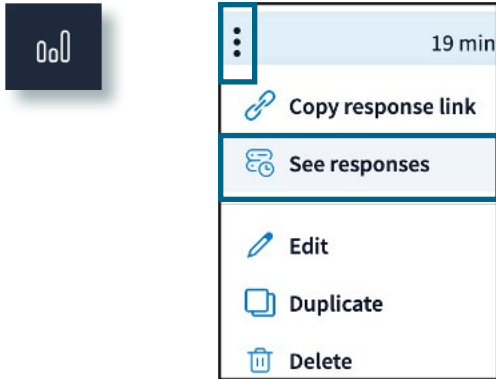 19 min
Copy response link
See responses
Edit
Duplicate
Delete